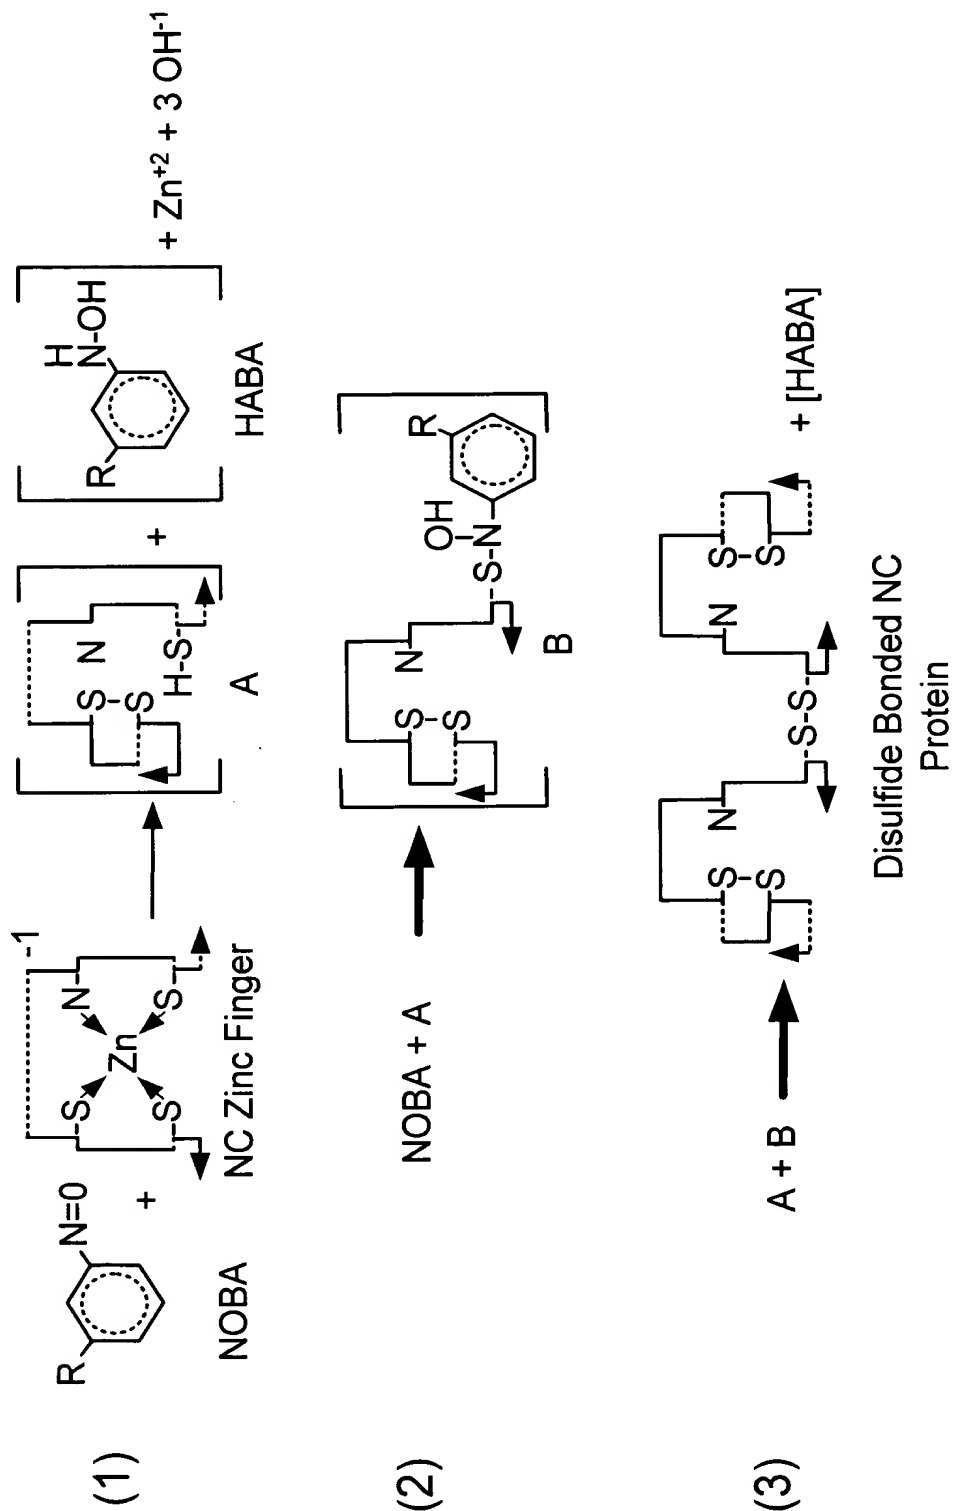 (1)
R
N=0
NOBA
+
S
N
-1
Zn
S
S
NC Zinc Finger
S-S
N
H-S
A
+
R
H
N-OH
HABA
+ Zn+2 + 3 OH-1
(2)
NOBA + A
S-S
N
S-N
OH
R
B
(3)
A + B
S-S
N
S-S
N
S-S
+ [HABA]
Disulfide Bonded NC
Protein